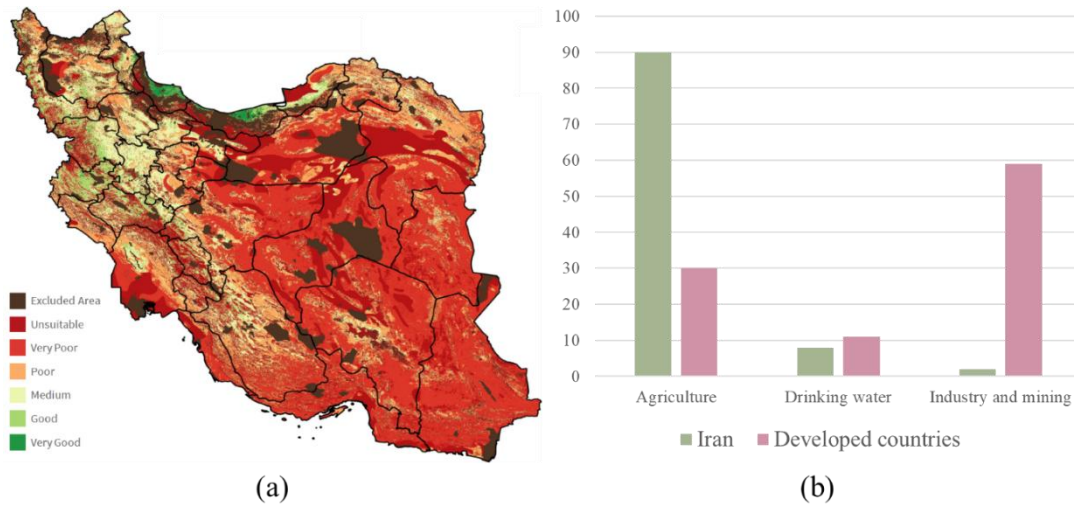 Excluded Area
Unsuitable
Very Poor
Poor
Medium
Good
Very Good
(a)
100
90
80
70
60
50
40
30
20
10
0
Agriculture
Drinking water
Industry and mining
Iran
Developed countries
(b)